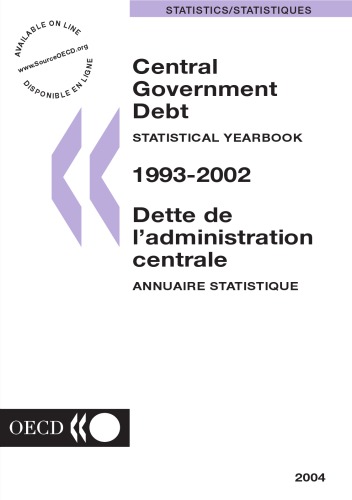 STATISTICS/STATISTIQUES
AVAILABLE ON LINE
www.SourceOECD.org
DISPONIBLE EN LIGNE
Central
Government
Debt
STATISTICAL YEARBOOK
1993-2002
Dette de
l'administration
centrale
ANNUAIRE STATISTIQUE
OECD
2004